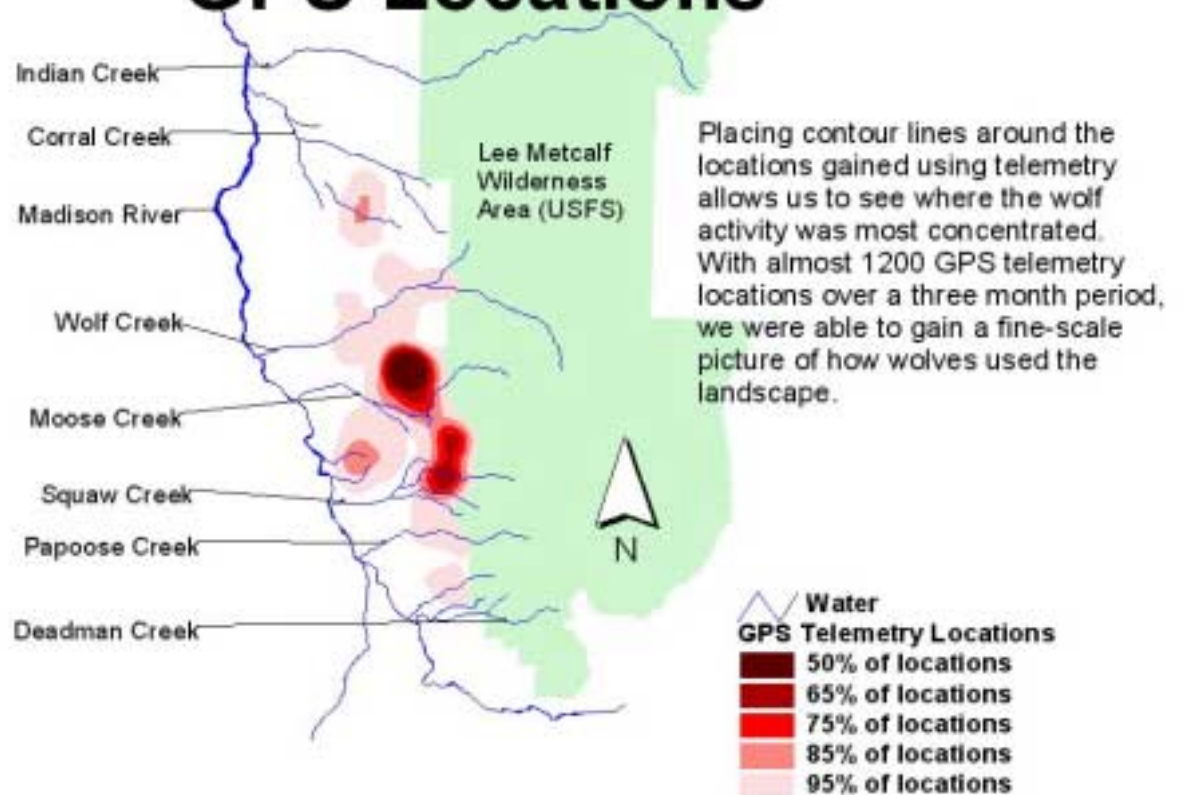 GPS Locations
Indian Creek
Corral Creek
Madison River
Wolf Creek
Moose Creek
Squaw Creek
Papoose Creek
Deadman Creek
Lee Metcalf
Wilderness
Area (USFS)
Placing contour lines around the
locations gained using telemetry
allows us to see where the wolf
activity was most concentrated.
With almost 1200 GPS telemetry
locations over a three month period,
we were able to gain a fine-scale
picture of how wolves used the
landscape.
N
Water
GPS Telemetry Locations
50% of locations
65% of locations
75% of locations
85% of locations
95% of locations